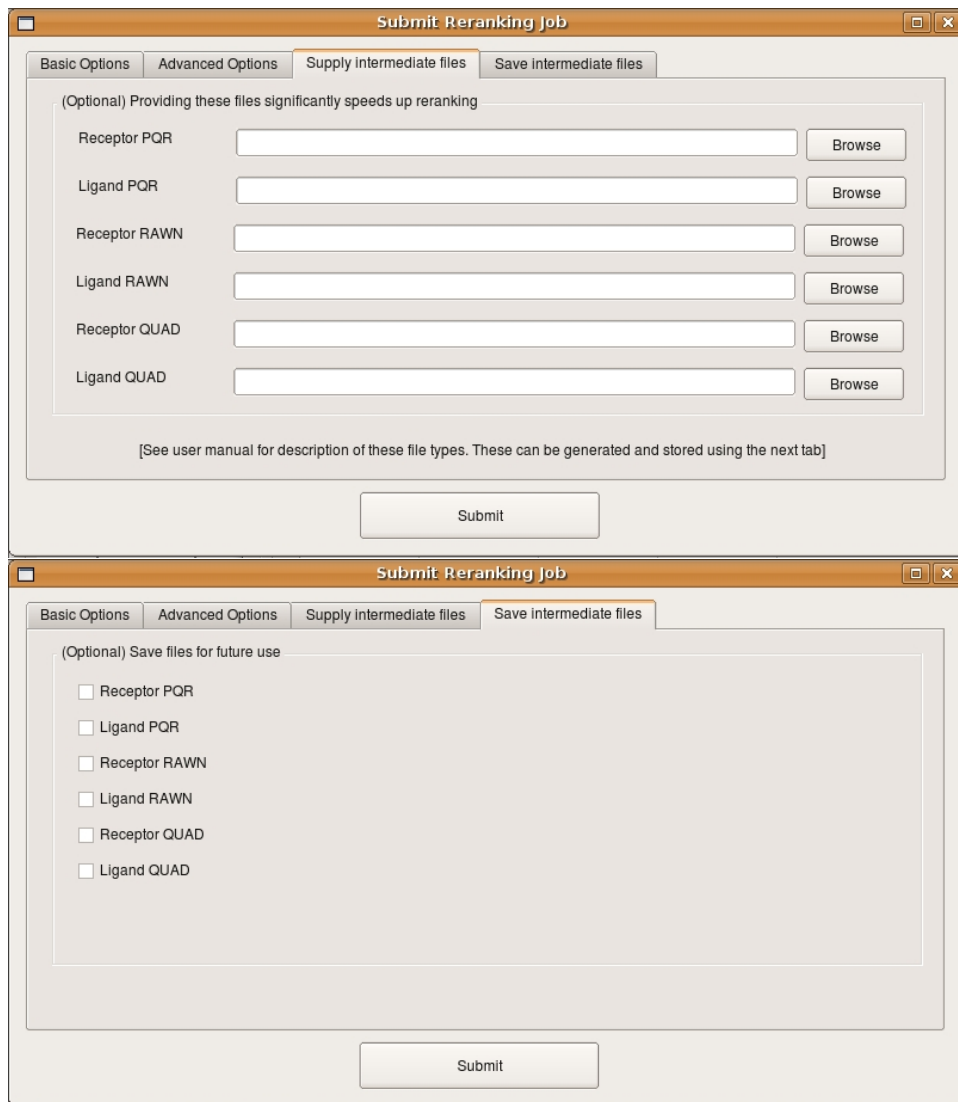 Submit Reranking Job
Basic Options Advanced Options Supply intermediate files Save intermediate files
(Optional) Providing these files significantly speeds up reranking
Receptor PQR Browse
Ligand PQR Browse
Receptor RAWN Browse
Ligand RAWN Browse
Receptor QUAD Browse
Ligand QUAD Browse
[See user manual for description of these file types. These can be generated and stored using the next tab]
Submit
Submit Reranking Job
Basic Options Advanced Options Supply intermediate files Save intermediate files
(Optional) Save files for future use
Receptor PQR
Ligand PQR
Receptor RAWN
Ligand RAWN
Receptor QUAD
Ligand QUAD
Submit